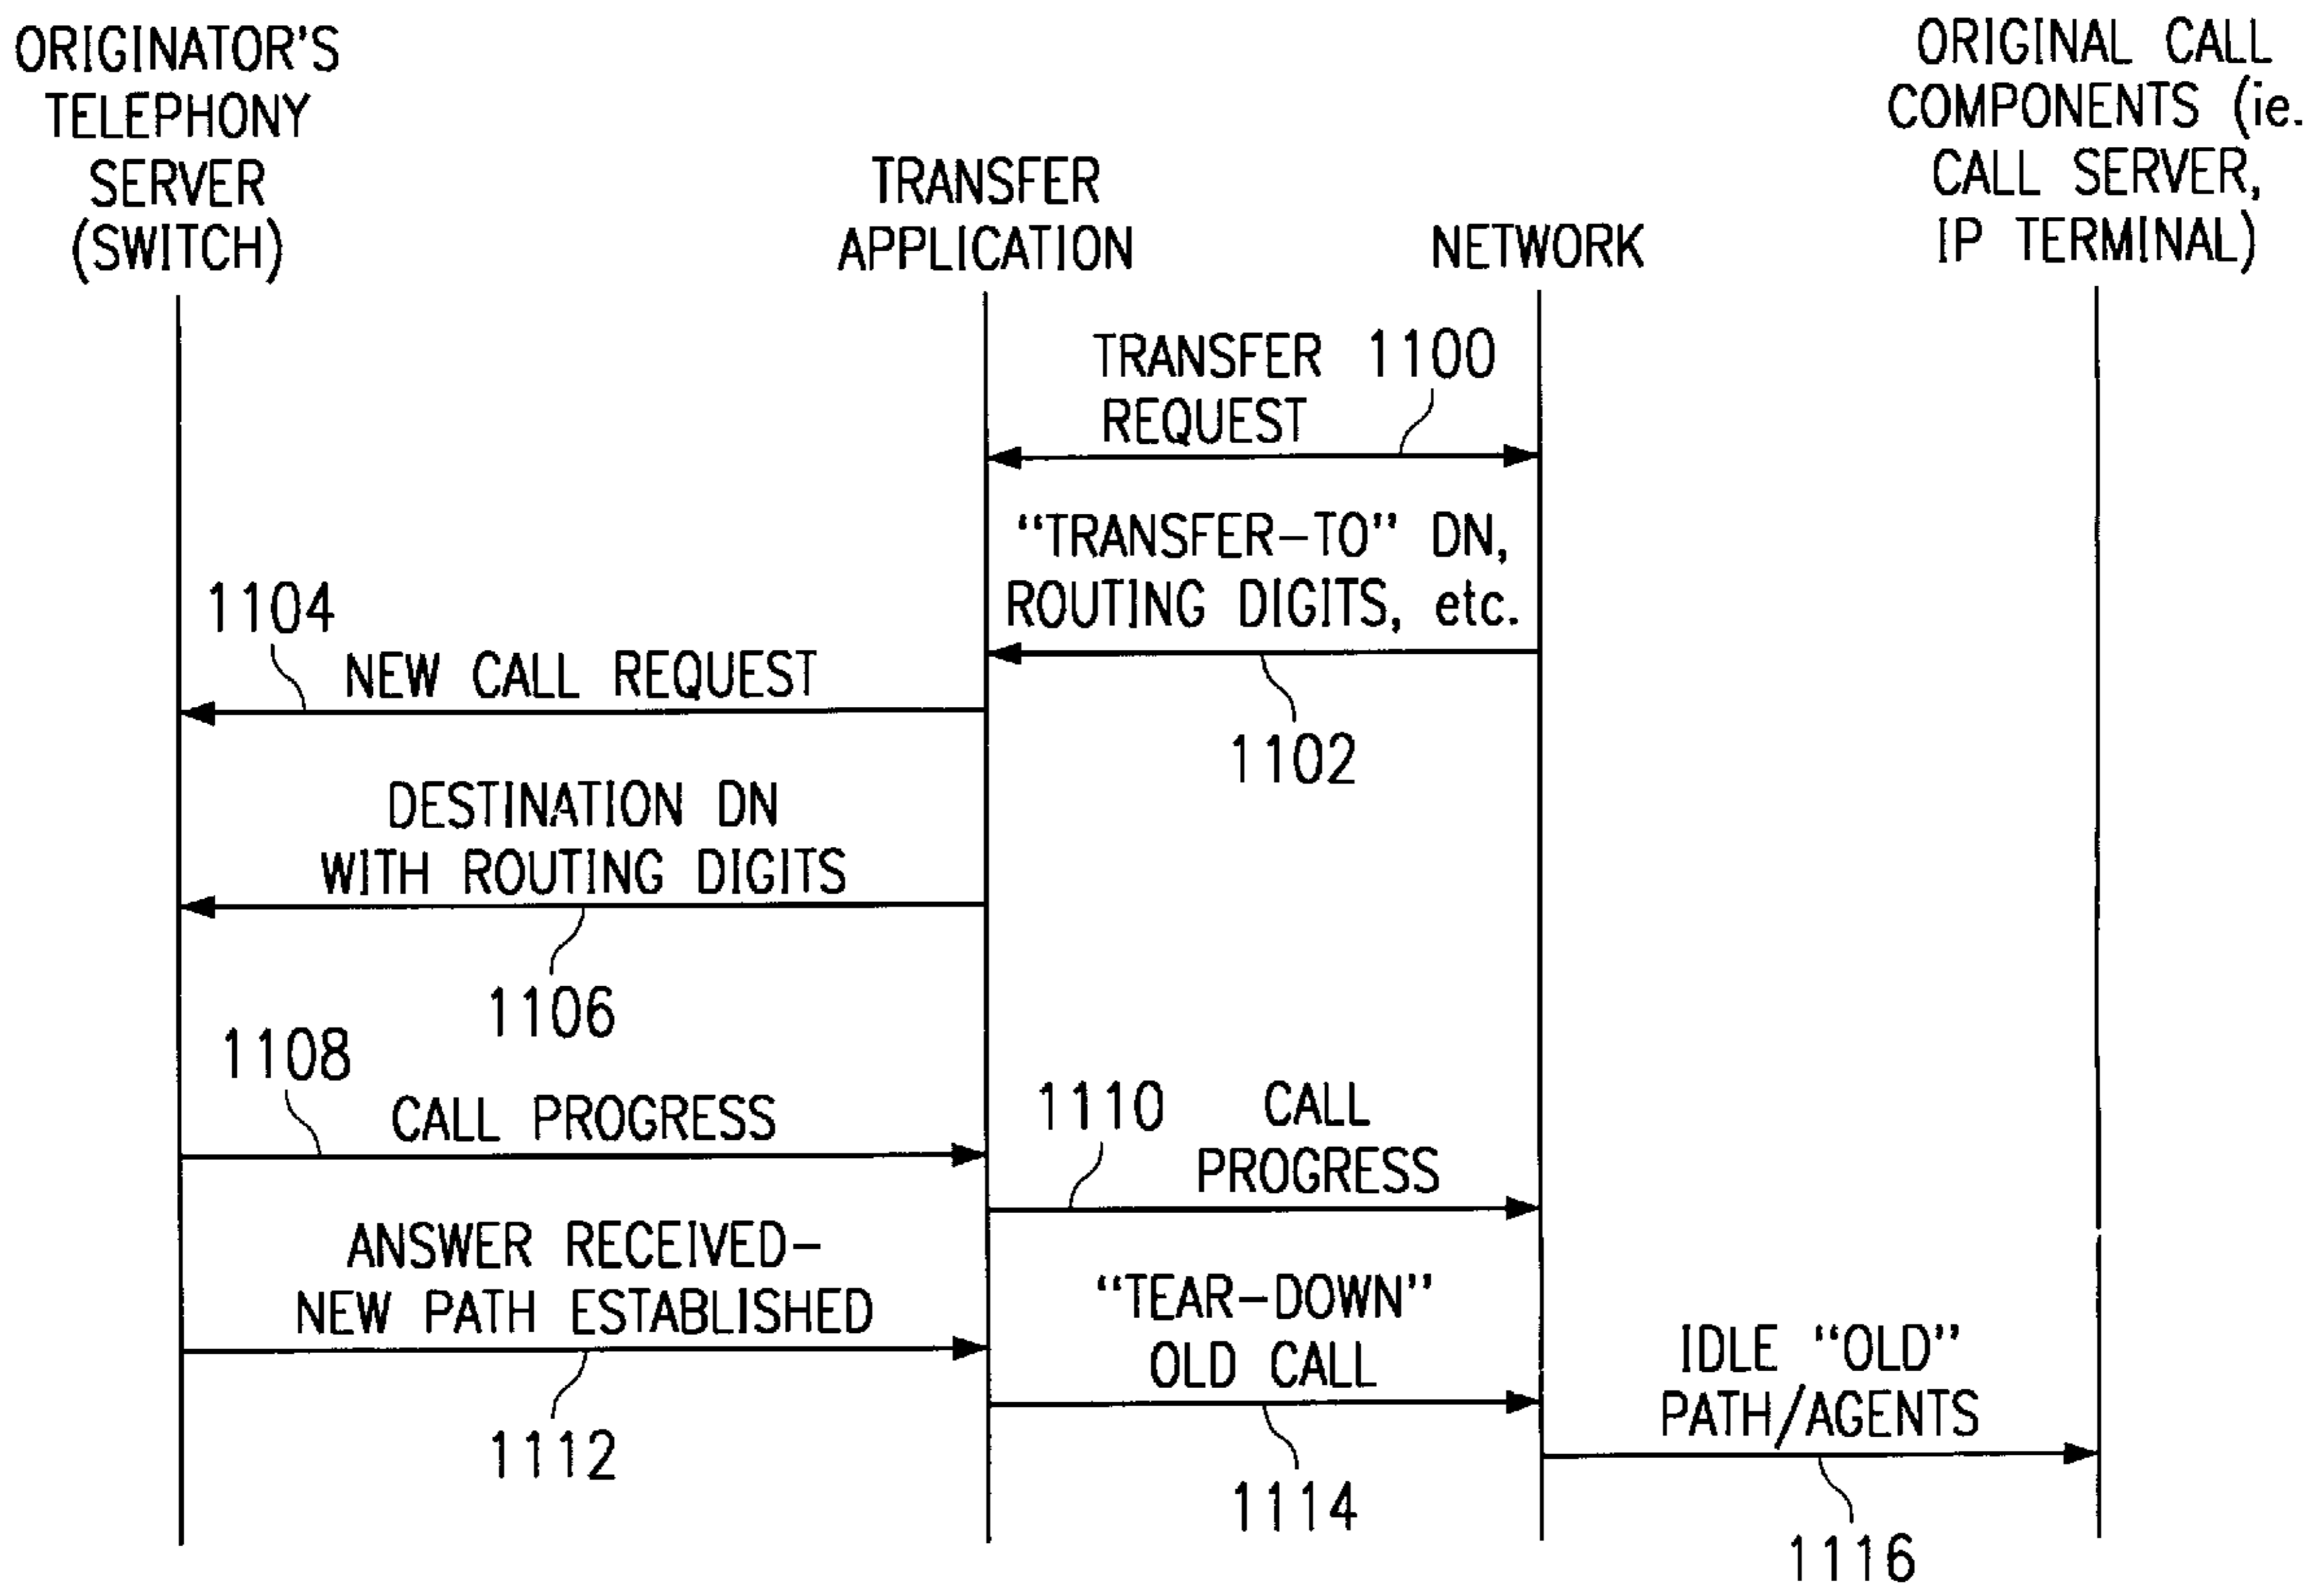 ORIGINATOR'S
TELEPHONY
SERVER
(SWITCH)
TRANSFER
APPLICATION
NETWORK
ORIGINAL CALL
COMPONENTS (ie.
CALL SERVER,
IP TERMINAL)
TRANSFER
REQUEST
1100
“TRANSFER–TO” DN,
ROUTING DIGITS, etc.
1102
1104
NEW CALL REQUEST
DESTINATION DN
WITH ROUTING DIGITS
1106
1108
CALL PROGRESS
1110
CALL
PROGRESS
ANSWER RECEIVED–
NEW PATH ESTABLISHED
1112
“TEAR–DOWN”
OLD CALL
1114
IDLE “OLD”
PATH/AGENTS
1116